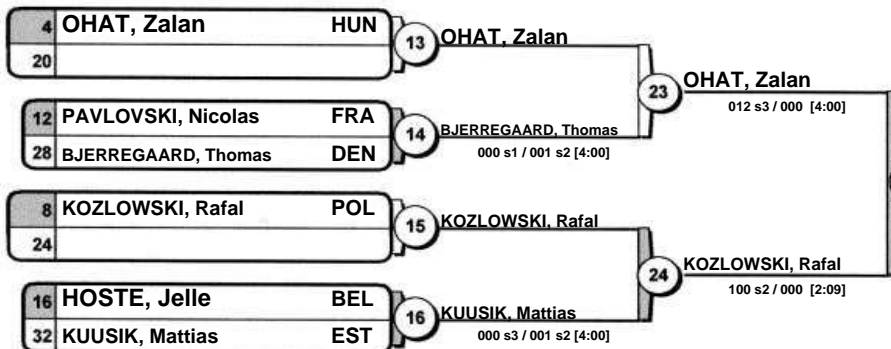 4 OHAT, Zalan HUN
20
13 OHAT, Zalan
12 PAVLOVSKI, Nicolas FRA
28 BJERREGAARD, Thomas DEN
14 BJERREGAARD, Thomas
000 s1 / 001 s2 [4:00]
23 OHAT, Zalan
012 s3 / 000 [4:00]
8 KOZLOWSKI, Rafal POL
24
15 KOZLOWSKI, Rafal
16 HOSTE, Jelle BEL
32 KUUSIK, Mattias EST
16 KUUSIK, Mattias
000 s3 / 001 s2 [4:00]
24 KOZLOWSKI, Rafal
100 s2 / 000 [2:09]